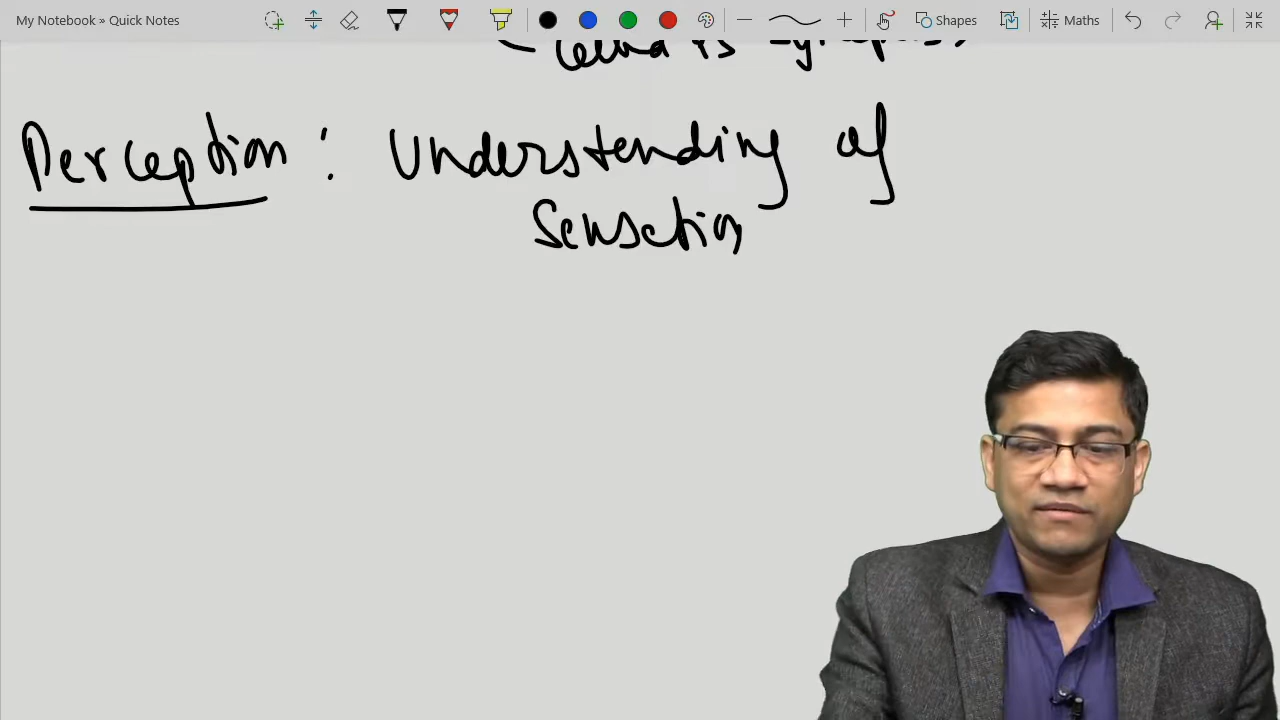 My Notebook » Quick Notes
Shapes
Maths
Perception : Understanding of
Sensation